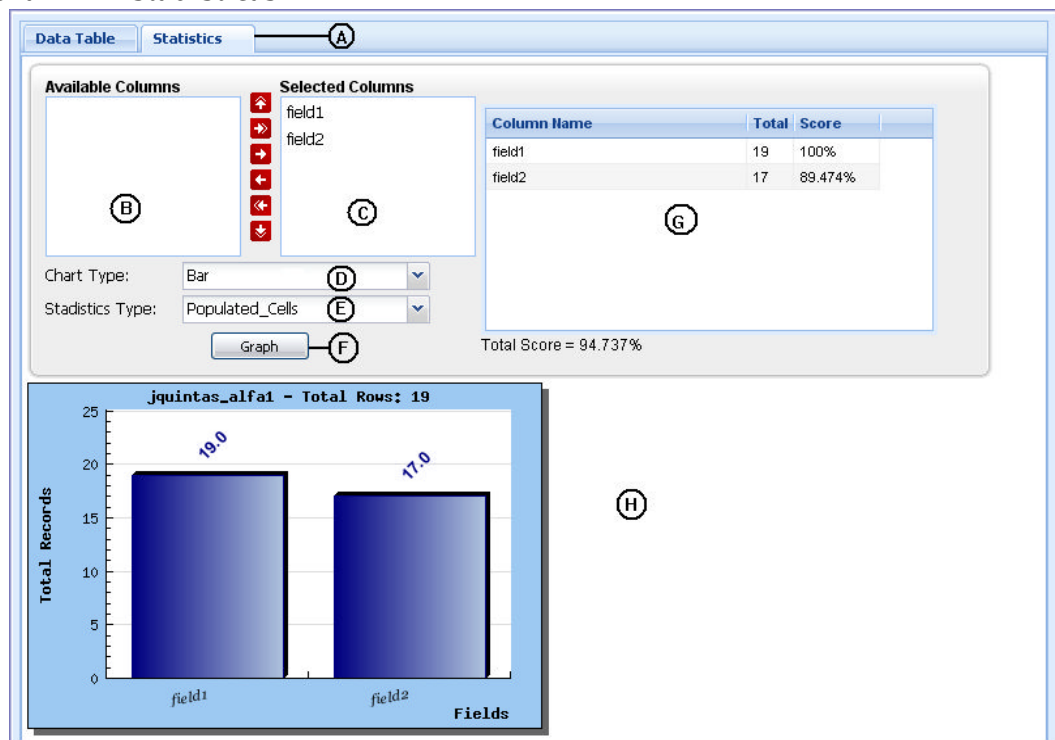 Data Table
Statistics
A
Available Columns
Selected Columns
field1
field2
B
C
Column Name Total Score
field1 19 100%
field2 17 89.474%
G
Chart Type: Bar
D
Stadistics Type: Populated_Cells
E
Graph
F
Total Score = 94.737%
jquintas_alfa1 - Total Rows: 19
25
20
15
10
5
0
Total Records
19.0
17.0
field1
field2
Fields
H